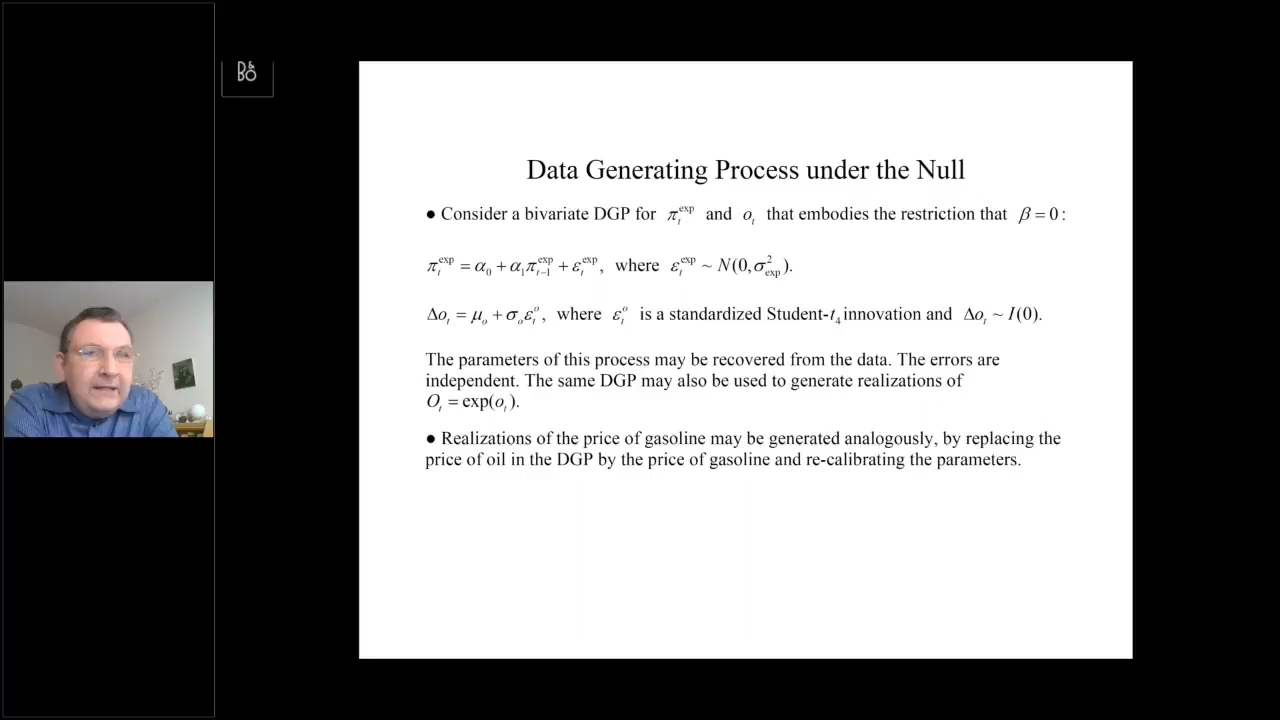 D&
BO
Data Generating Process under the Null
● Consider a bivariate DGP for π_t^exp and o_t that embodies the restriction that β = 0 :
π_t^exp = α_0 + α_1 π_{t−1}^exp + ε_t^exp, where ε_t^exp ~ N(0, σ_exp^2).
Δo_t = μ_o + σ_o ε_t^o, where ε_t^o is a standardized Student-t_4 innovation and Δo_t ~ I(0).
The parameters of this process may be recovered from the data. The errors are
independent. The same DGP may also be used to generate realizations of
O_t = exp(o_t).
● Realizations of the price of gasoline may be generated analogously, by replacing the
price of oil in the DGP by the price of gasoline and re-calibrating the parameters.